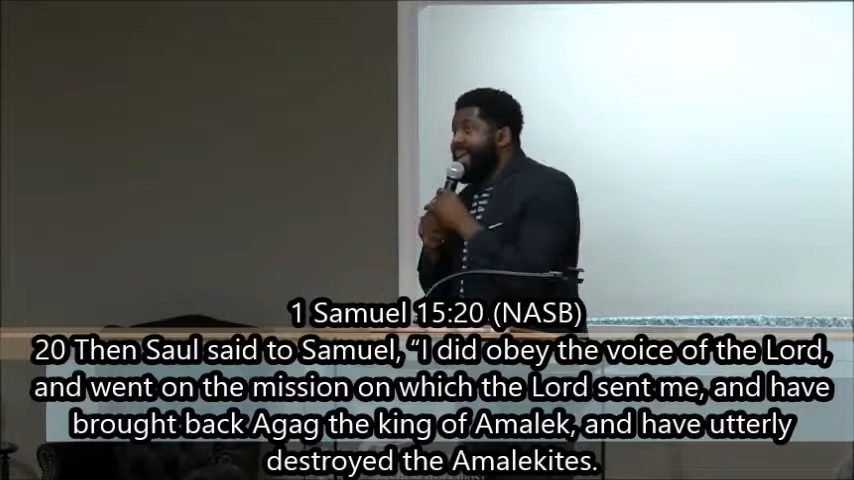 1 Samuel 15:20 (NASB)
20 Then Saul said to Samuel, “I did obey the voice of the Lord,
and went on the mission on which the Lord sent me, and have
brought back Agag the king of Amalek, and have utterly
destroyed the Amalekites.